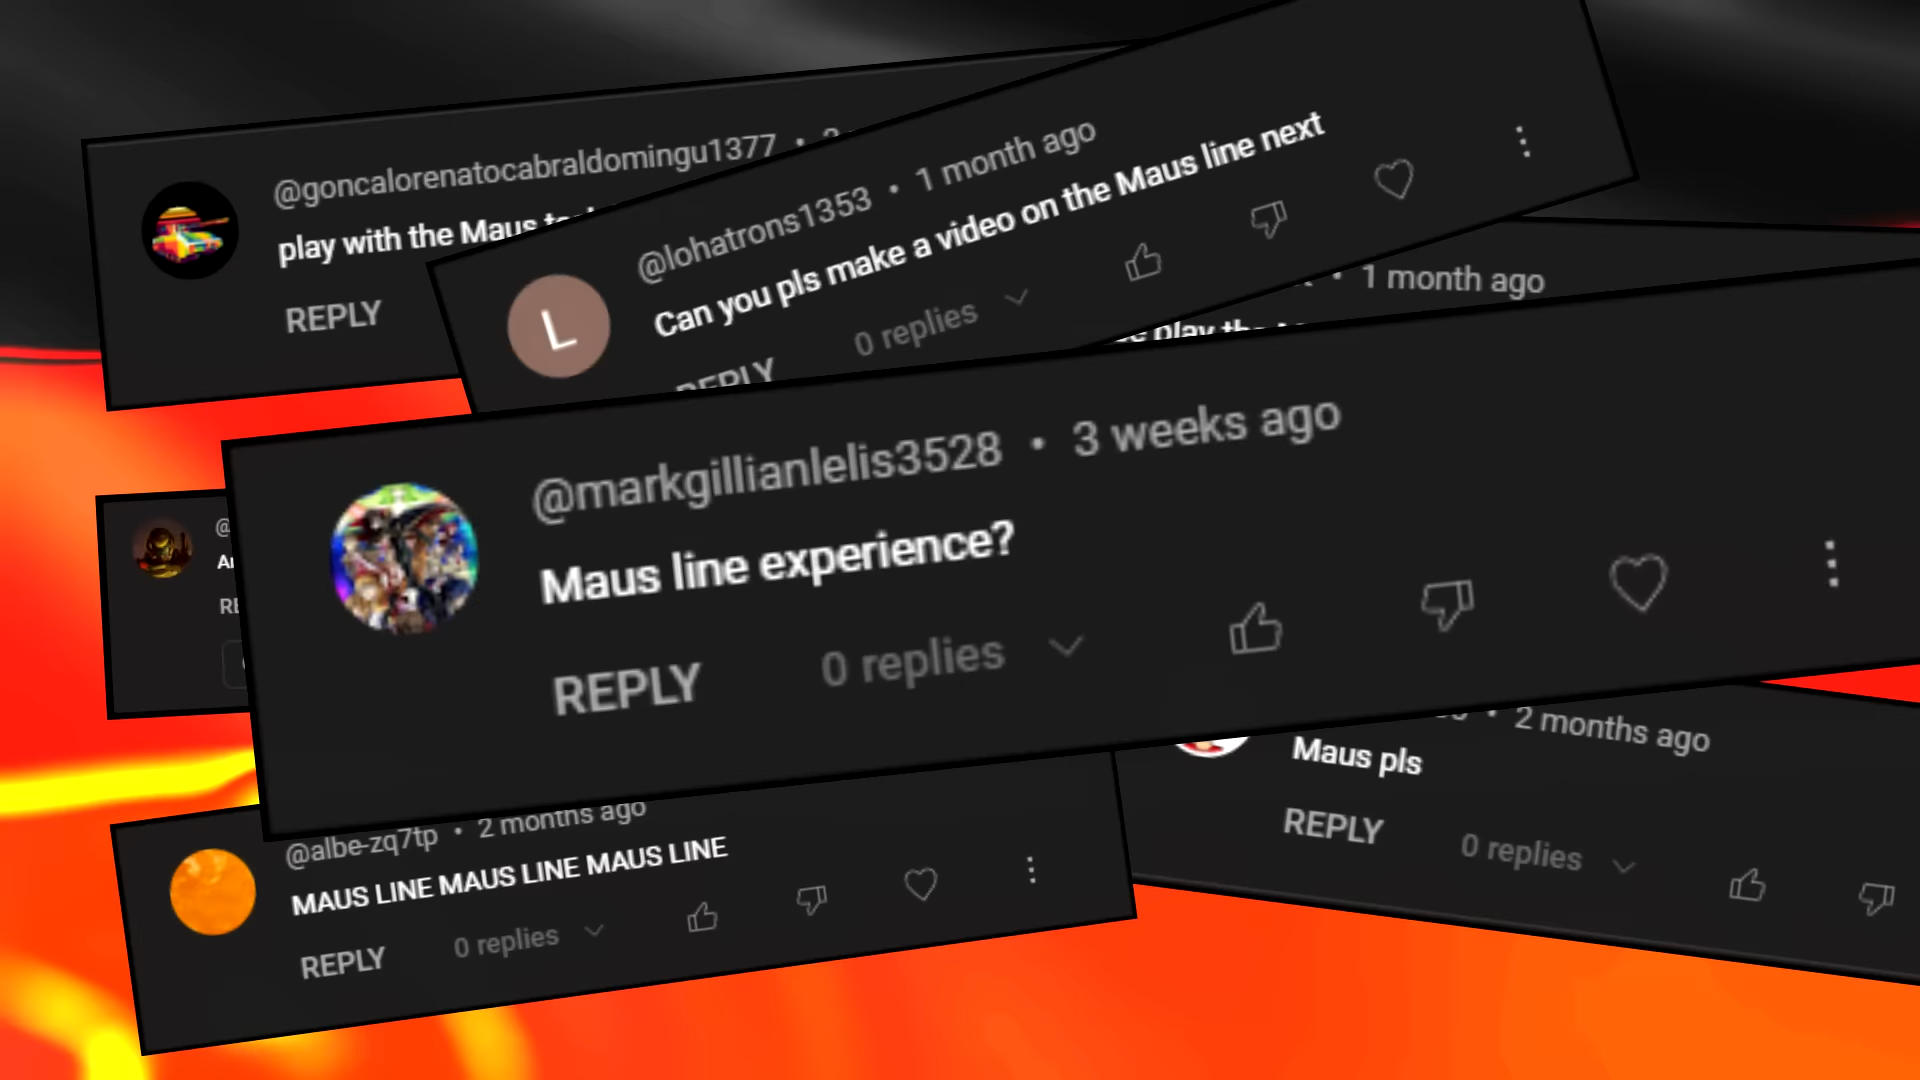 @goncalorenatocabraldomingu1377 •
play with the Maus
REPLY
@lohatrons1353 • 1 month ago
Can you pls make a video on the Maus line next
REPLY 0 replies
• 1 month ago
play the
@markgillianlelis3528 • 3 weeks ago
Maus line experience?
REPLY 0 replies
@
• 2 months ago
Maus pls
REPLY 0 replies
@albe-zq7tp • 2 months ago
MAUS LINE MAUS LINE MAUS LINE
REPLY 0 replies
L